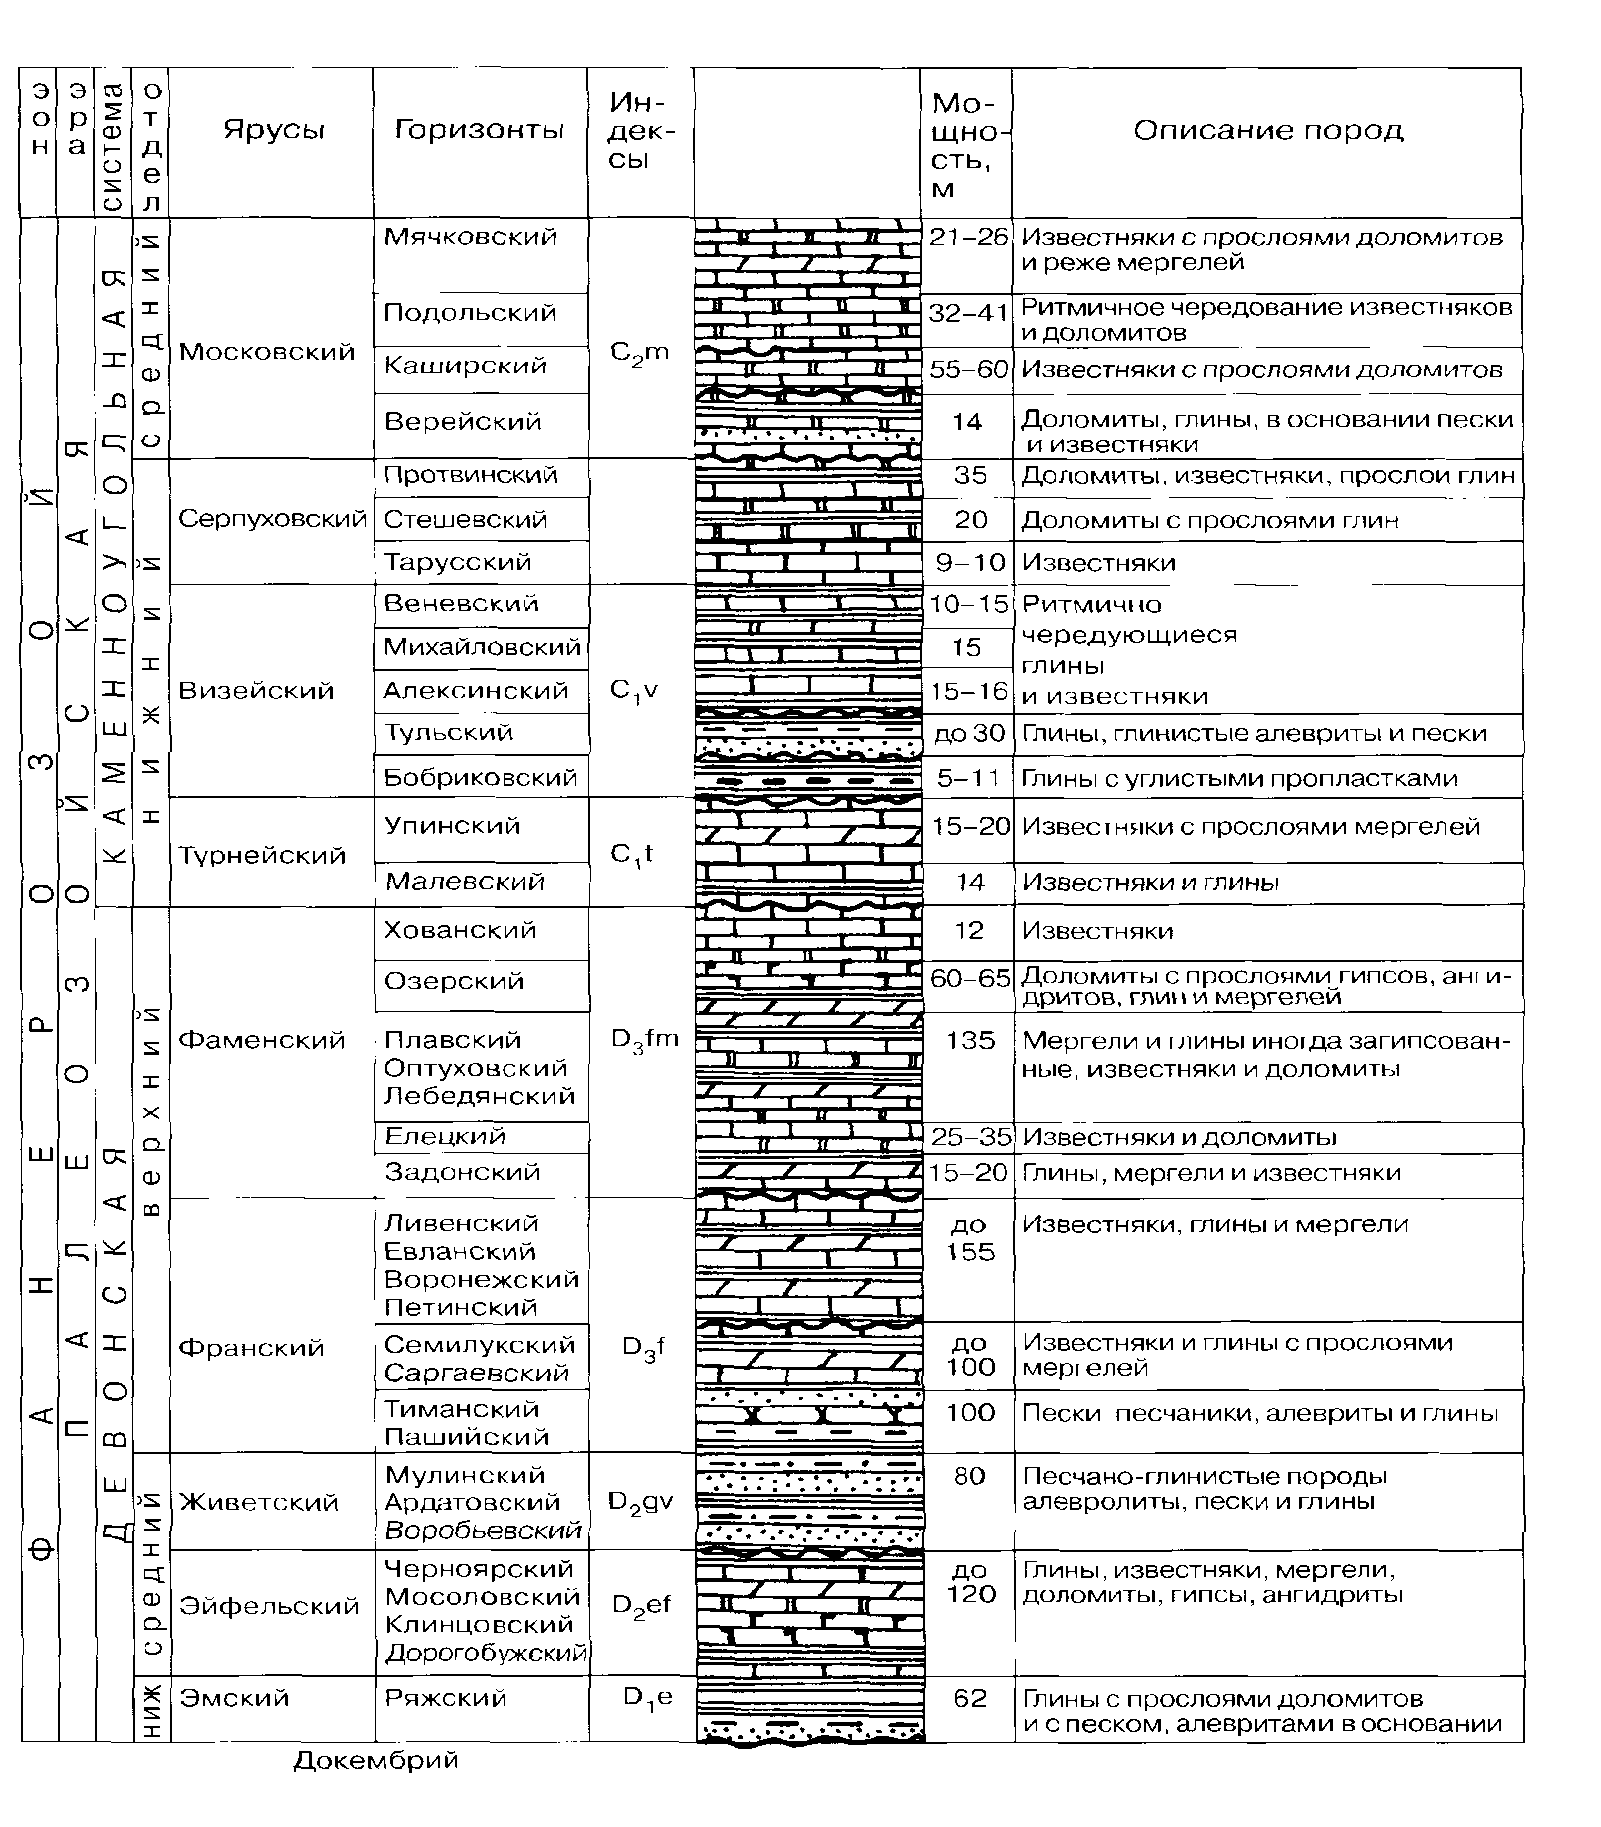 эон
эра
система
отдел
Ярусы
Горизонты
Ин-
дек-
сы
Мо-
щно-
сть,
м
Описание пород
ФАНЕРОЗОЙ
ПАЛЕОЗОЙСКАЯ
КАМЕННОУГОЛЬНАЯ
средний
Московский
Мячковский
C2m
21–26
Известняки с прослоями доломитов
и реже мергелей
Подольский
32–41
Ритмичное чередование известняков
и доломитов
Каширский
55–60
Известняки с прослоями доломитов
Верейский
14
Доломиты, глины, в основании пески
и известняки
нижний
Серпуховский
Протвинский
35
Доломиты, известняки, прослои глин
Стешевский
20
Доломиты с прослоями глин
Тарусский
9–10
Известняки
Визейский
Веневский
C1v
10–15
Ритмично
чередующиеся
глины
и известняки
Михайловский
15
Алексинский
15–16
Тульский
до 30
Глины, глинистые алевриты и пески
Бобриковский
5–11
Глины с углистыми пропластками
Турнейский
Упинский
C1t
15–20
Известняки с прослоями мергелей
Малевский
14
Известняки и глины
ДЕВОНСКАЯ
верхний
Фаменский
Хованский
D3fm
12
Известняки
Озерский
60–65
Доломиты с прослоями гипсов, анги-
дритов, глин и мергелей
Плавский
Оптуховский
Лебедянский
135
Мергели и глины иногда загипсован-
ные, известняки и доломиты
Елецкий
25–35
Известняки и доломиты
Задонский
15–20
Глины, мергели и известняки
Франский
Ливенский
Евланский
Воронежский
Петинский
D3f
до
155
Известняки, глины и мергели
Семилукский
Саргаевский
до
100
Известняки и глины с прослоями
мергелей
Тиманский
Пашийский
100
Пески песчаники, алевриты и глины
средний
Живетский
Мулинский
Ардатовский
Воробьевский
D2gv
80
Песчано-глинистые породы
алевролиты, пески и глины
Эйфельский
Черноярский
Мосоловский
Клинцовский
Дорогобужский
D2ef
до
120
Глины, известняки, мергели,
доломиты, гипсы, ангидриты
ниж
Эмский
Ряжский
D1e
62
Глины с прослоями доломитов
и с песком, алевритами в основании
Докембрий